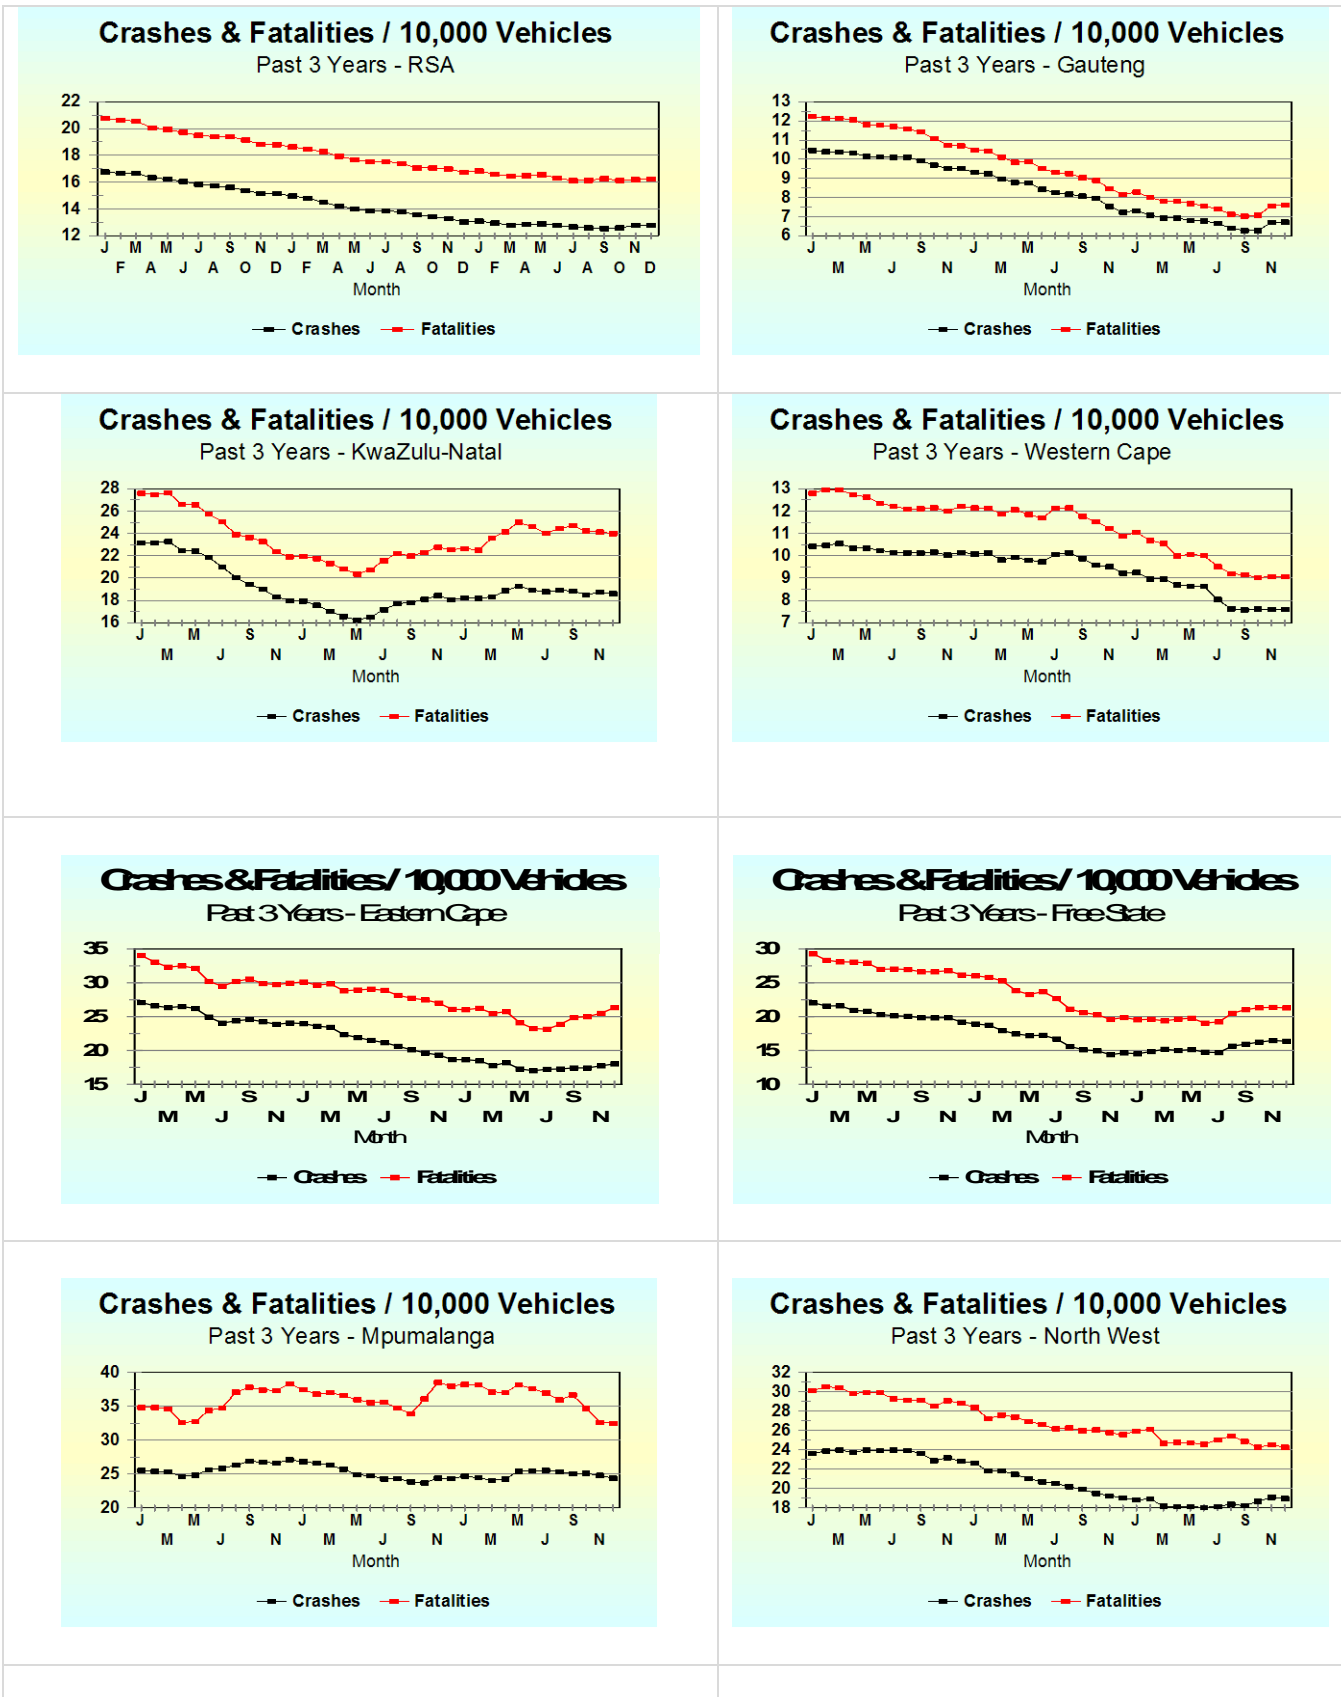 Crashes & Fatalities / 10,000 Vehicles
Past 3 Years - RSA
22
20
18
16
14
12
J M M J S N J M M J S N J M M J S N
F A J A O D F A J A O D F A J A O D
Month
Crashes Fatalities
Crashes & Fatalities / 10,000 Vehicles
Past 3 Years - Gauteng
13
12
11
10
9
8
7
6
J M S J M S J M S
M J N M J N M J N
Month
Crashes Fatalities
Crashes & Fatalities / 10,000 Vehicles
Past 3 Years - KwaZulu-Natal
28
26
24
22
20
18
16
J M S J M S J M S
M J N M J N M J N
Month
Crashes Fatalities
Crashes & Fatalities / 10,000 Vehicles
Past 3 Years - Western Cape
13
12
11
10
9
8
7
J M S J M S J M S
M J N M J N M J N
Month
Crashes Fatalities
Crashes & Fatalities / 10,000 Vehicles
Past 3 Years - Eastern Cape
35
30
25
20
15
J M S J M S J M S
M J N M J N M J N
Month
Crashes Fatalities
Crashes & Fatalities / 10,000 Vehicles
Past 3 Years - Free State
30
25
20
15
10
J M S J M S J M S
M J N M J N M J N
Month
Crashes Fatalities
Crashes & Fatalities / 10,000 Vehicles
Past 3 Years - Mpumalanga
40
35
30
25
20
J M S J M S J M S
M J N M J N M J N
Month
Crashes Fatalities
Crashes & Fatalities / 10,000 Vehicles
Past 3 Years - North West
32
30
28
26
24
22
20
18
J M S J M S J M S
M J N M J N M J N
Month
Crashes Fatalities